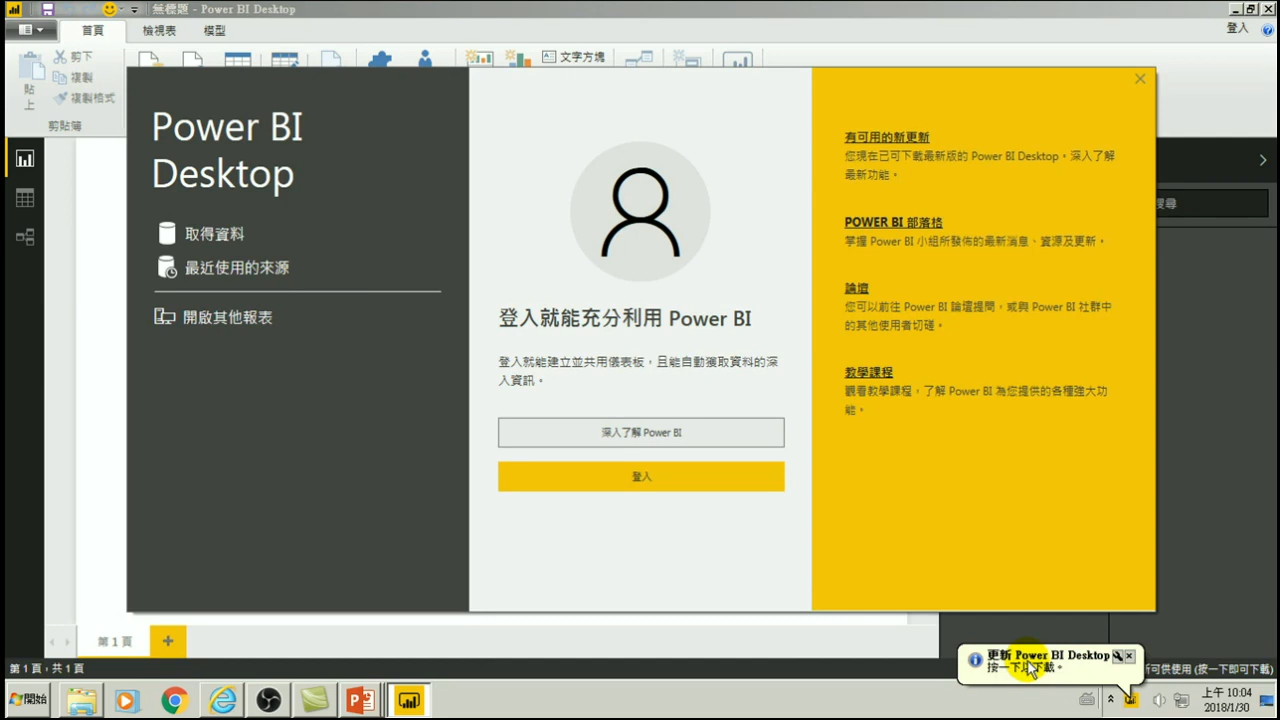 無標題 - Power BI Desktop
首頁
檢視表
模型
登入
貼上
剪下
複製
複製格式
剪貼簿
文字方塊
Power BI
Desktop
取得資料
最近使用的來源
開啟其他報表
登入就能充分利用 Power BI
登入就能建立並共用儀表板，且能自動獲取資料的深
入資訊。
深入了解 Power BI
登入
有可用的新更新
您現在已可下載最新版的 Power BI Desktop。深入了解
最新功能。
POWER BI 部落格
掌握 Power BI 小組所發佈的最新消息、資源及更新。
論壇
您可以前往 Power BI 論壇提問，或與 Power BI 社群中
的其他使用者切磋。
教學課程
觀看教學課程，了解 Power BI 為您提供的各種強大功
能。
搜尋
第 1 頁
第 1 頁，共 1 頁
更新 Power BI Desktop
按一下以下載。
可供使用 (按一下即可下載)
開始
上午 10:04
2018/1/30